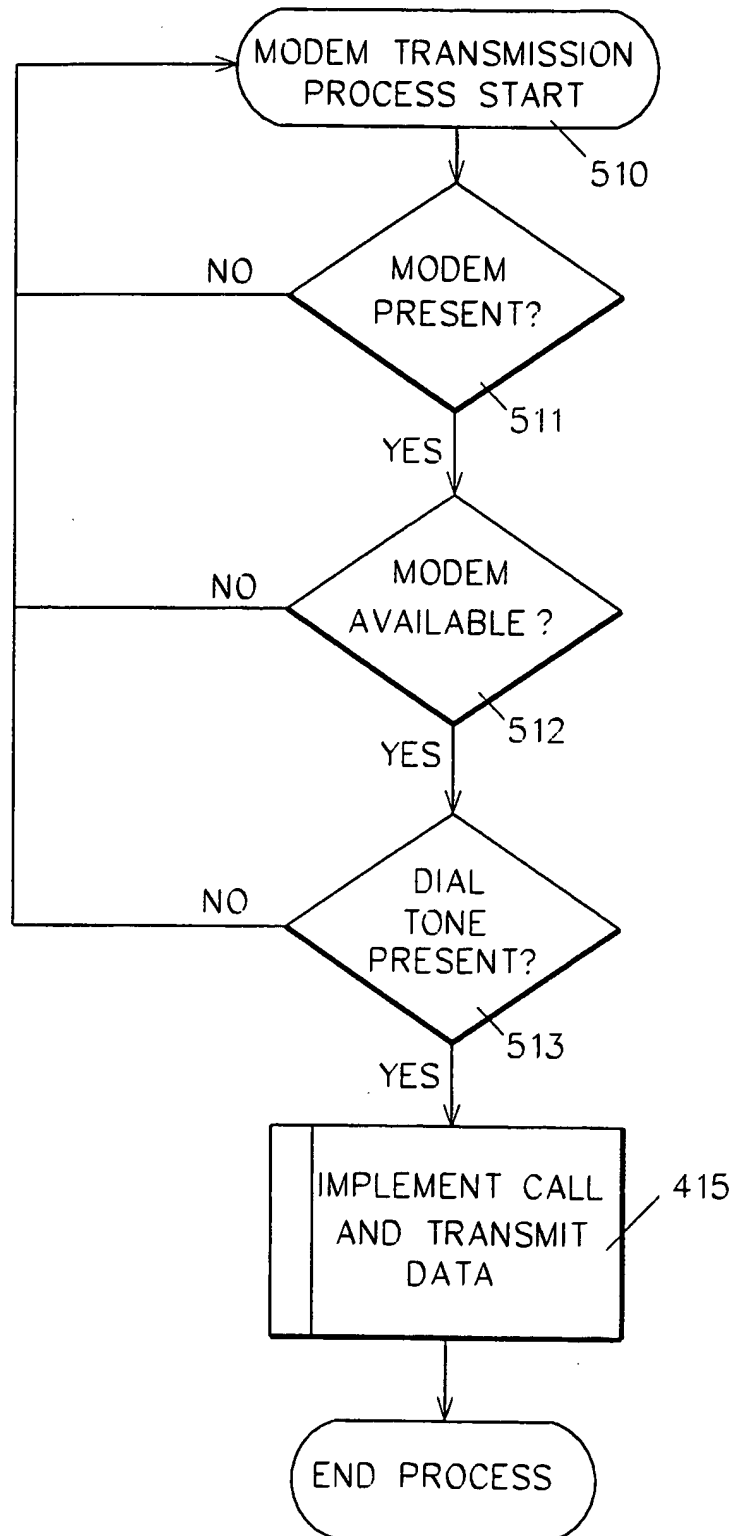 MODEM TRANSMISSION
PROCESS START
510
NO
MODEM
PRESENT?
511
YES
NO
MODEM
AVAILABLE?
512
YES
NO
DIAL
TONE
PRESENT?
513
YES
IMPLEMENT CALL
AND TRANSMIT
DATA
415
END PROCESS